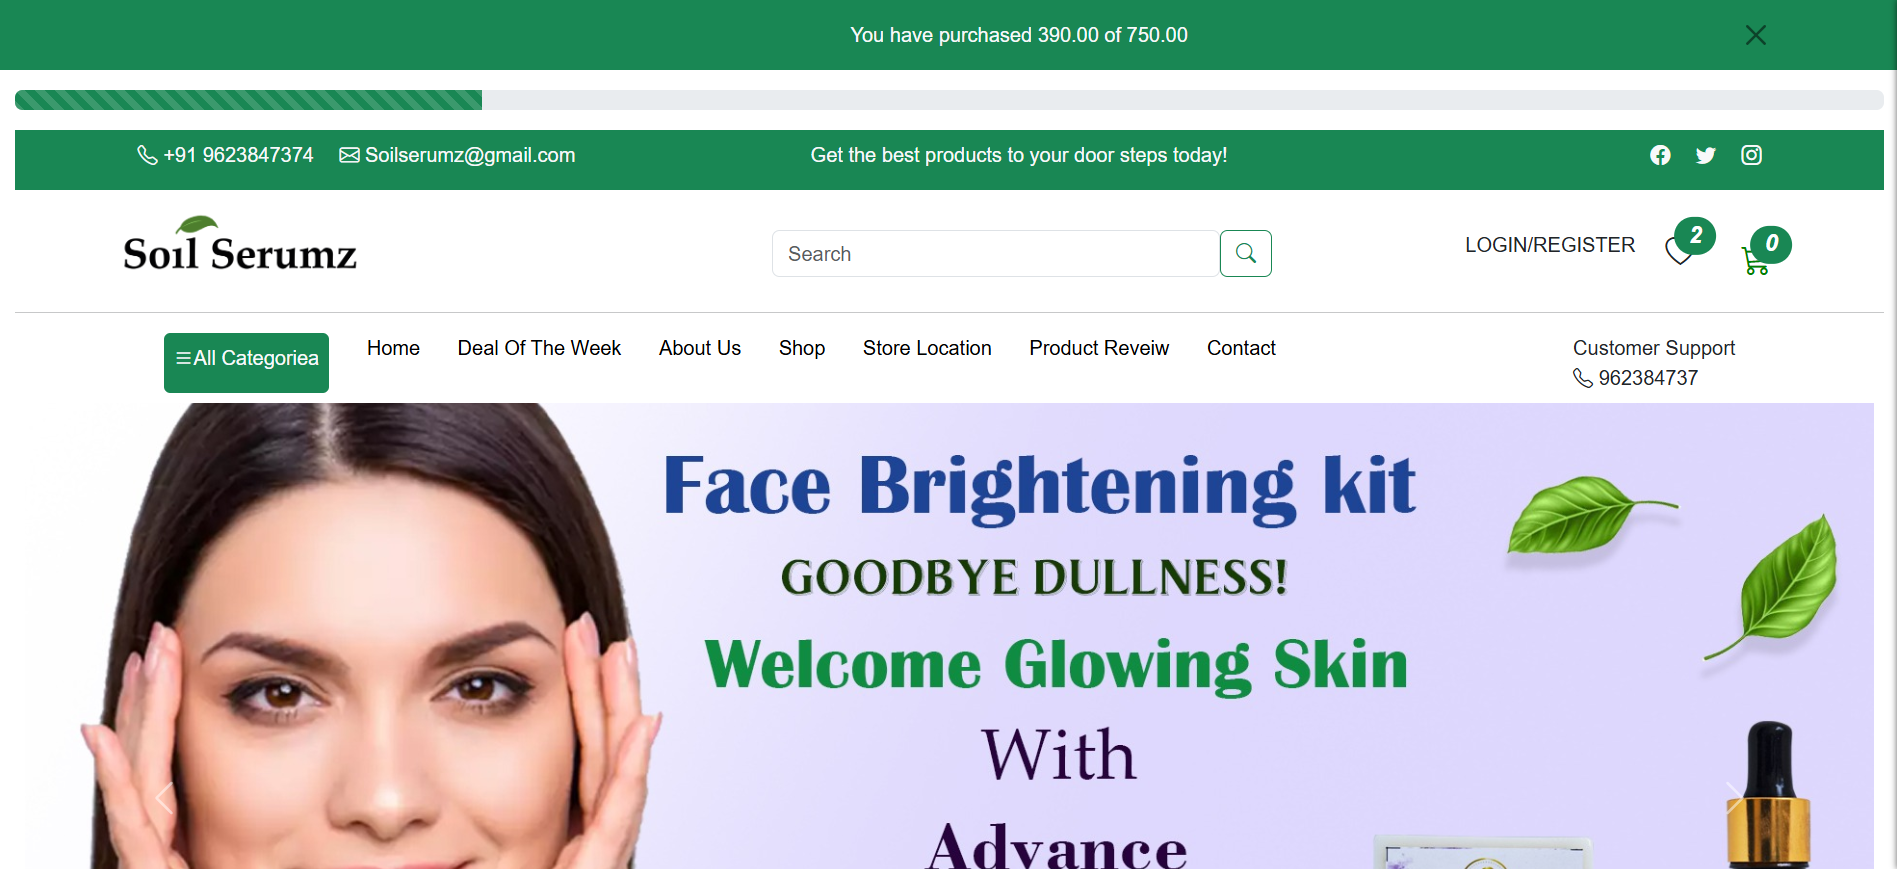 You have purchased 390.00 of 750.00
+91 9623847374 Soilserumz@gmail.com Get the best products to your door steps today!
Soil Serumz
Search
LOGIN/REGISTER 2 0
All Categoriea Home Deal Of The Week About Us Shop Store Location Product Reveiw Contact
Customer Support
962384737
Face Brightening kit
GOODBYE DULLNESS!
Welcome Glowing Skin
With
Advance